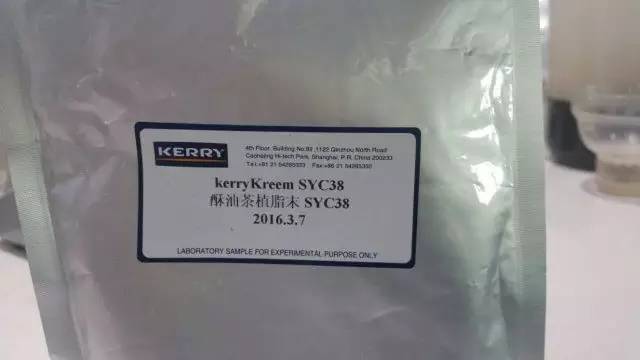 KERRY
4th Floor, Building No.92 ,1122 Qinzhou North Road
Caohejing Hi-tech Park, Shanghai, P.R. China 200233
kerryKreem SYC38
酥油茶植脂末 SYC38
2016.3.7
LABORATORY SAMPLE FOR EXPERIMENTAL PURPOSE ONLY